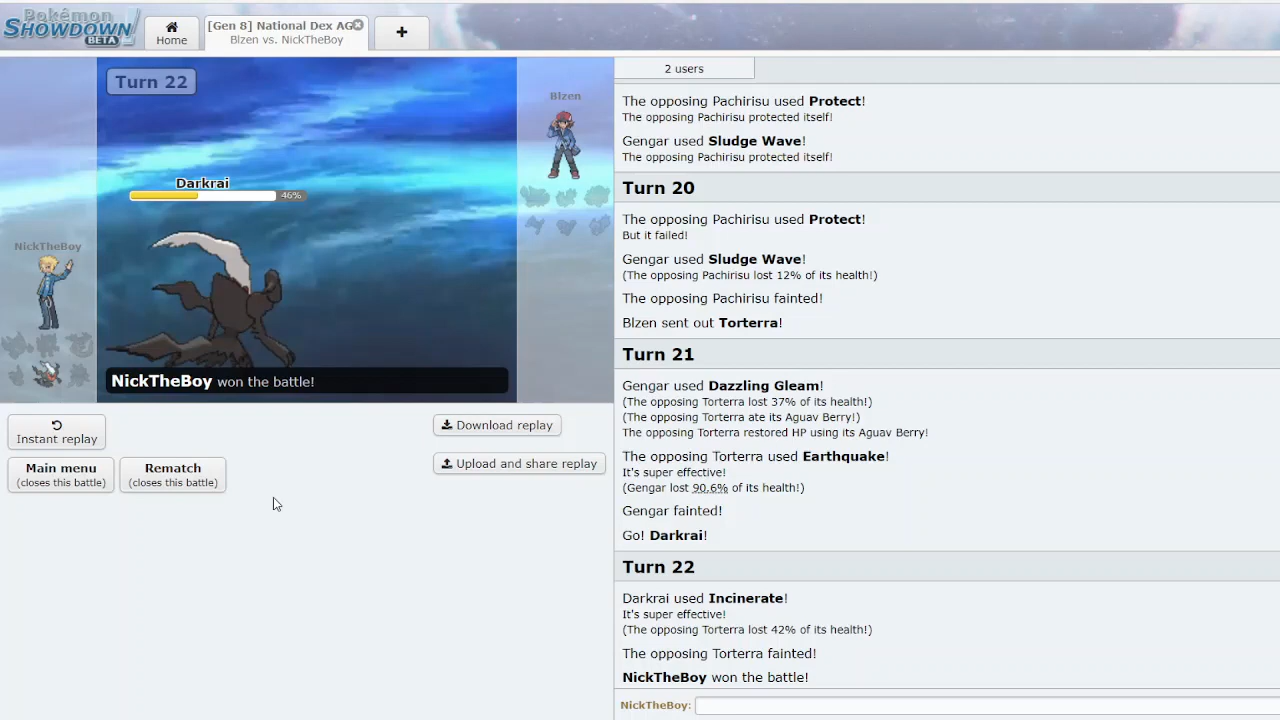 Pokémon
SHOWDOWN
BETA
Home
[Gen 8] National Dex AG
Blzen vs. NickTheBoy
Turn 22
Blzen
Darkrai
46%
NickTheBoy
NickTheBoy won the battle!
Instant replay
Download replay
Upload and share replay
Main menu
(closes this battle)
Rematch
(closes this battle)
2 users
The opposing Pachirisu used Protect!
The opposing Pachirisu protected itself!
Gengar used Sludge Wave!
The opposing Pachirisu protected itself!
Turn 20
The opposing Pachirisu used Protect!
But it failed!
Gengar used Sludge Wave!
(The opposing Pachirisu lost 12% of its health!)
The opposing Pachirisu fainted!
Blzen sent out Torterra!
Turn 21
Gengar used Dazzling Gleam!
(The opposing Torterra lost 37% of its health!)
(The opposing Torterra ate its Aguav Berry!)
The opposing Torterra restored HP using its Aguav Berry!
The opposing Torterra used Earthquake!
It's super effective!
(Gengar lost 90.6% of its health!)
Gengar fainted!
Go! Darkrai!
Turn 22
Darkrai used Incinerate!
It's super effective!
(The opposing Torterra lost 42% of its health!)
The opposing Torterra fainted!
NickTheBoy won the battle!
NickTheBoy: